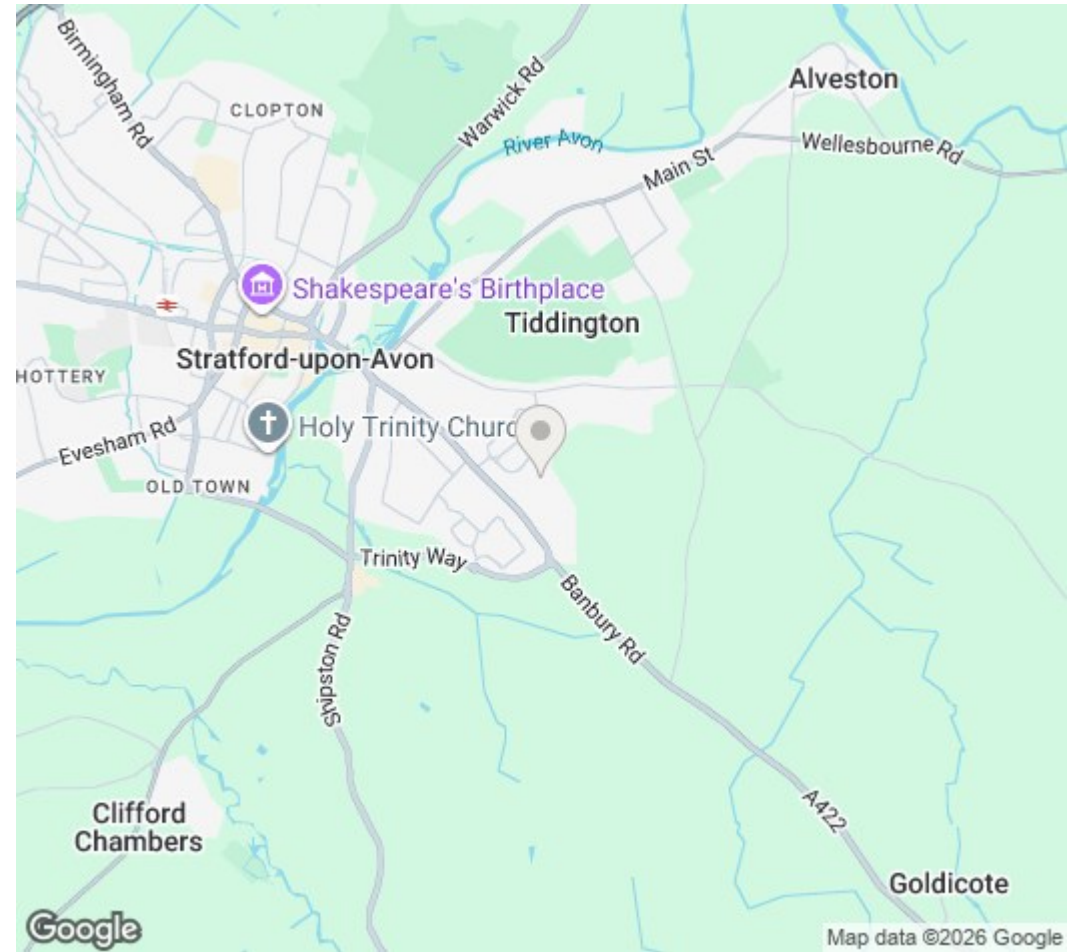 Birmingham Rd
CLOPTON
Warwick Rd
Alveston
River Avon
Wellesbourne Rd
Main St
Shakespeare's Birthplace
Tiddington
Stratford-upon-Avon
HOTTERY
Holy Trinity Churc
Evesham Rd
OLD TOWN
Trinity Way
Banbury Rd
Shipston Rd
A422
Clifford
Chambers
Goldicote
Google
Map data ©2026 Google